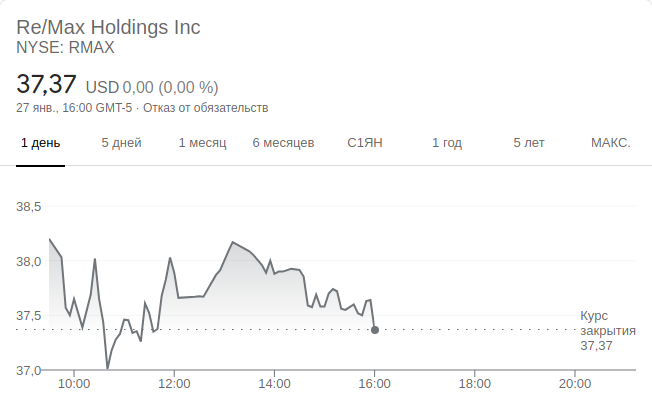 Re/Max Holdings Inc
NYSE: RMAX
37,37 USD 0,00 (0,00 %)
27 янв., 16:00 GMT-5 · Отказ от обязательств
1 день 5 дней 1 месяц 6 месяцев С1ЯН 1 год 5 лет МАКС.
38,5
38,0
37,5
Курс
закрытия
37,37
37,0
10:00 12:00 14:00 16:00 18:00 20:00